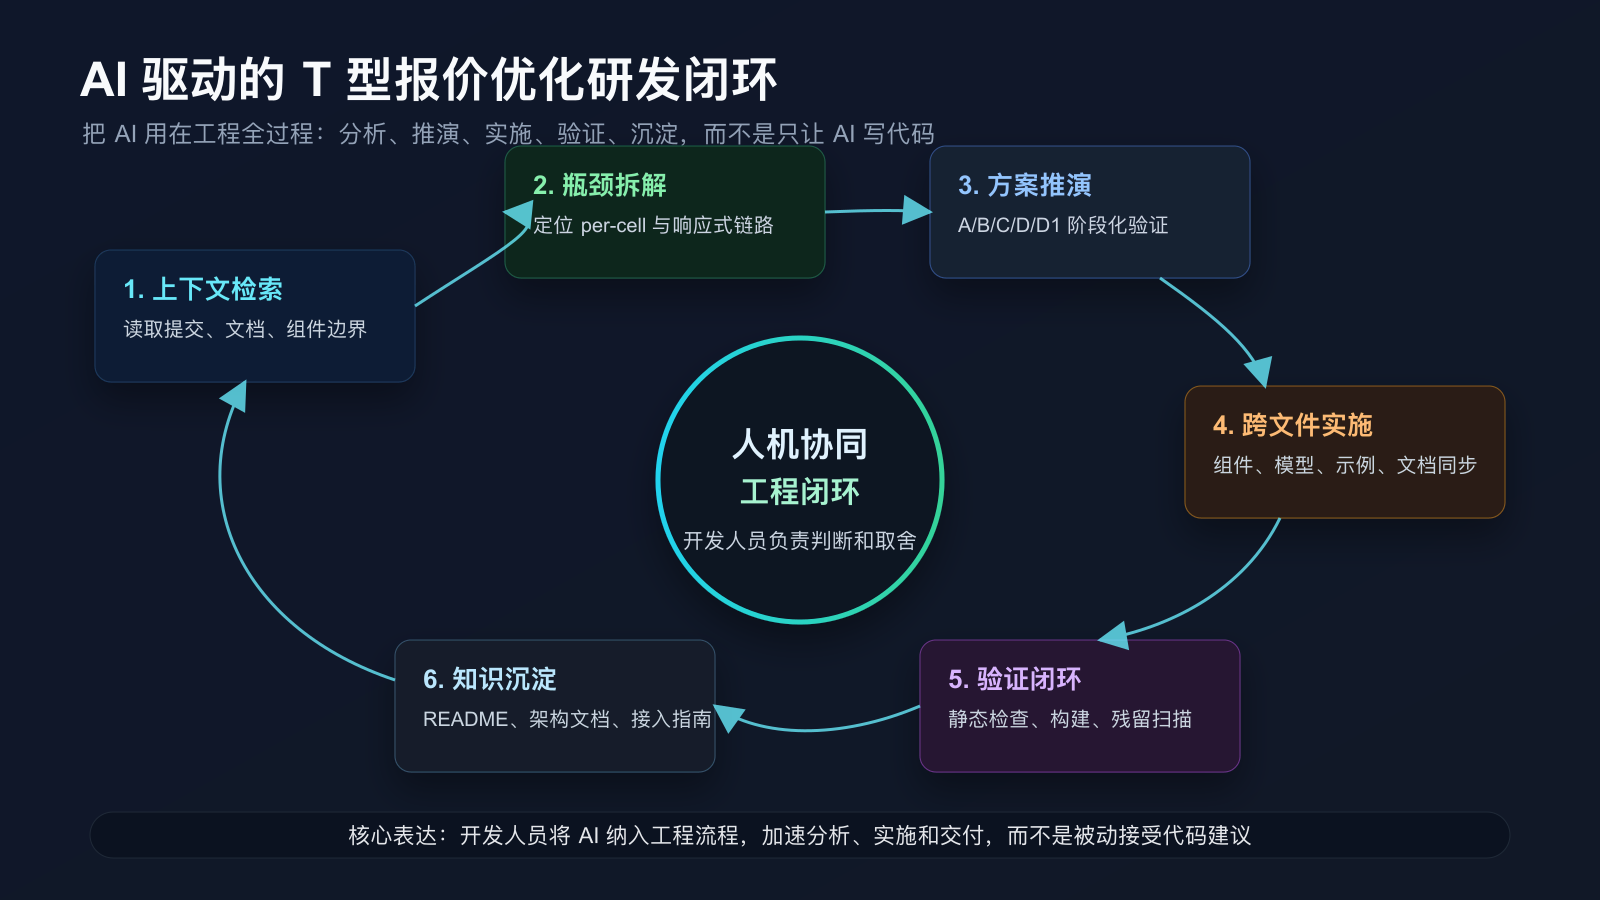 AI 驱动的 T 型报价优化研发闭环
把 AI 用在工程全过程：分析、推演、实施、验证、沉淀，而不是只让 AI 写代码
1. 上下文检索
读取提交、文档、组件边界
2. 瓶颈拆解
定位 per-cell 与响应式链路
3. 方案推演
A/B/C/D/D1 阶段化验证
4. 跨文件实施
组件、模型、示例、文档同步
5. 验证闭环
静态检查、构建、残留扫描
6. 知识沉淀
README、架构文档、接入指南
人机协同
工程闭环
开发人员负责判断和取舍
核心表达：开发人员将 AI 纳入工程流程，加速分析、实施和交付，而不是被动接受代码建议